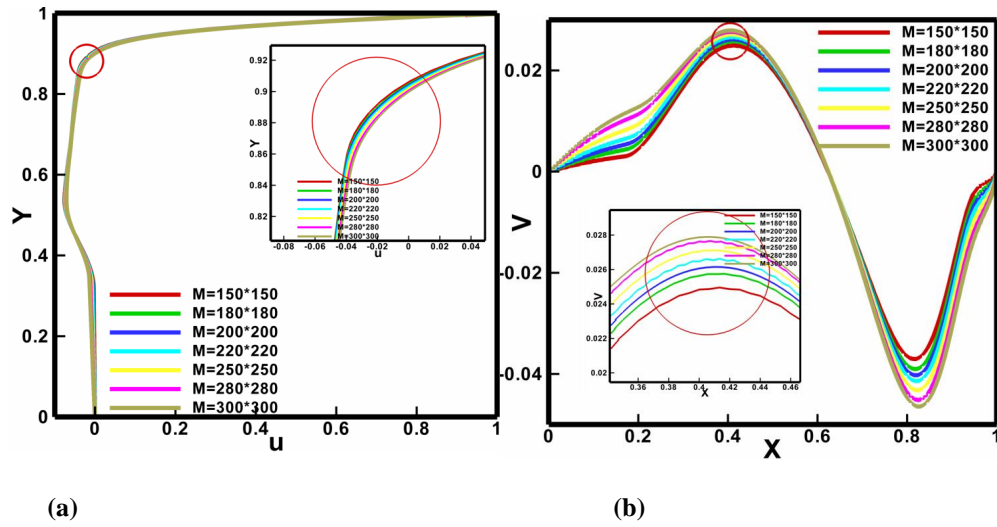 1
0.8
0.6
0.4
0.2
0
Y
0
0.2
0.4
0.6
0.8
1
u
M=150*150
M=180*180
M=200*200
M=220*220
M=250*250
M=280*280
M=300*300
0.92
0.9
0.88
0.86
0.84
0.82
Y
M=150*150
M=180*180
M=200*200
M=220*220
M=250*250
M=280*280
M=300*300
-0.08
-0.06
-0.04
-0.02
0
0.02
0.04
u
(a)
0.02
0
-0.02
-0.04
V
0
0.2
0.4
0.6
0.8
1
X
M=150*150
M=180*180
M=200*200
M=220*220
M=250*250
M=280*280
M=300*300
0.028
0.026
0.024
0.022
0.02
V
M=150*150
M=180*180
M=200*200
M=220*220
M=250*250
M=280*280
M=300*300
0.36
0.38
0.4
0.42
0.44
0.46
X
(b)